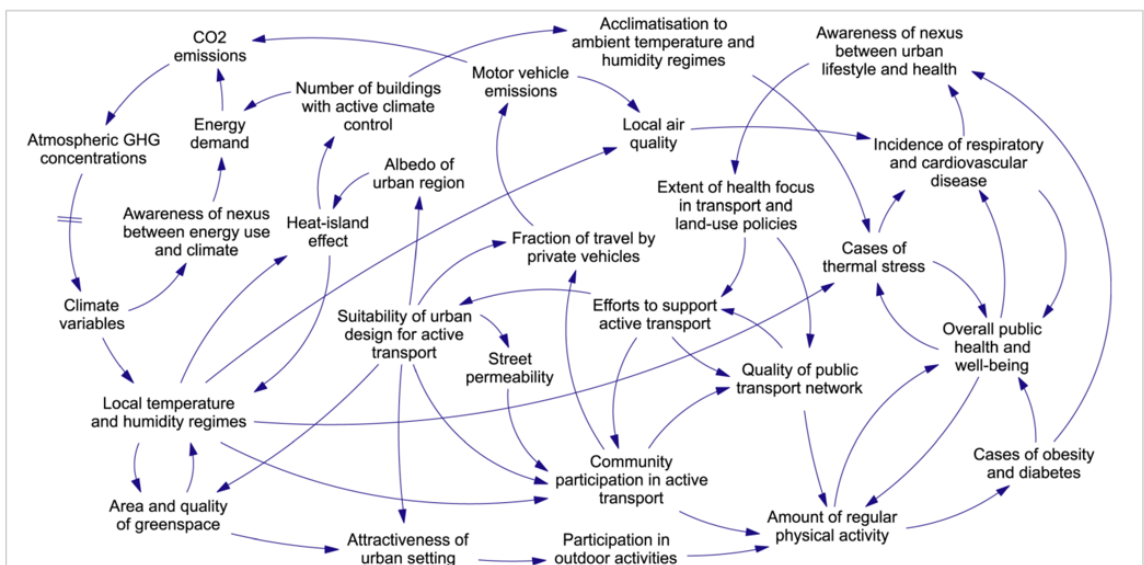 CO2
emissions
Acclimatisation to
ambient temperature and
humidity regimes
Awareness of nexus
between urban
lifestyle and health
Motor vehicle
emissions
Number of buildings
with active climate
control
Atmospheric GHG
concentrations
Energy
demand
Local air
quality
Incidence of respiratory
and cardiovascular
disease
Albedo of
urban region
Extent of health focus
in transport and
land-use policies
Awareness of nexus
between energy use
and climate
Heat-island
effect
Fraction of travel by
private vehicles
Cases of
thermal stress
Climate
variables
Suitability of urban
design for active
transport
Efforts to support
active transport
Overall public
health and
well-being
Street
permeability
Quality of public
transport network
Local temperature
and humidity regimes
Community
participation in active
transport
Cases of obesity
and diabetes
Area and quality
of greenspace
Amount of regular
physical activity
Attractiveness of
urban setting
Participation in
outdoor activities